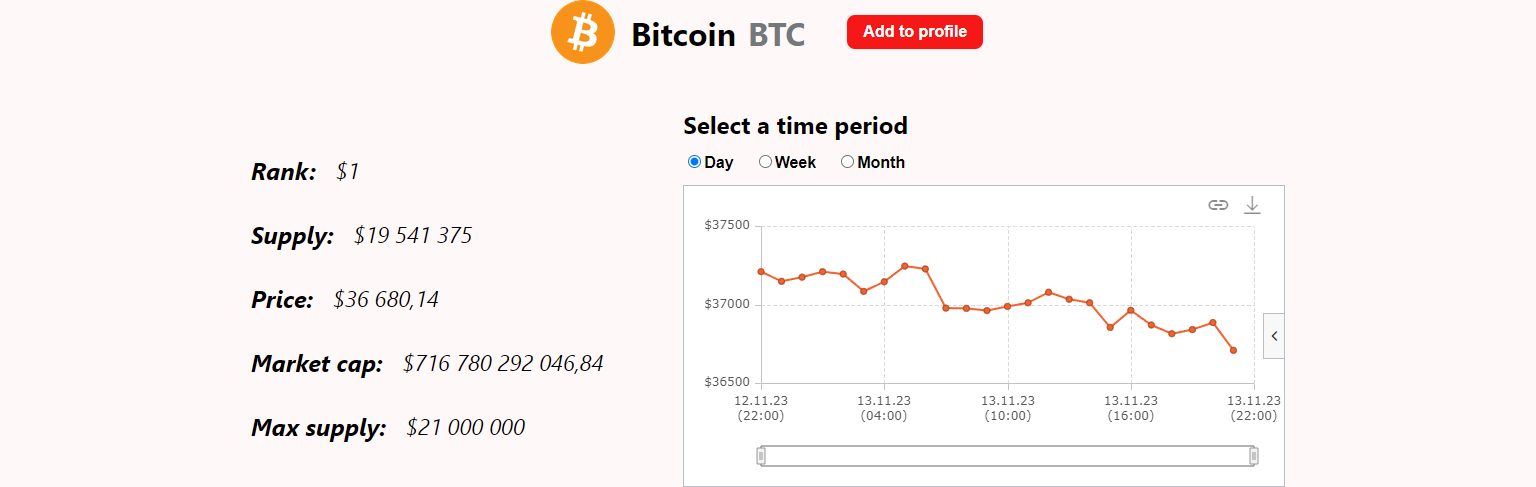 Bitcoin BTC
Add to profile
Select a time period
Day Week Month
Rank: $1
Supply: $19 541 375
Price: $36 680,14
Market cap: $716 780 292 046,84
Max supply: $21 000 000
$37500
$37000
$36500
12.11.23 13.11.23 13.11.23 13.11.23 13.11.23
(22:00) (04:00) (10:00) (16:00) (22:00)